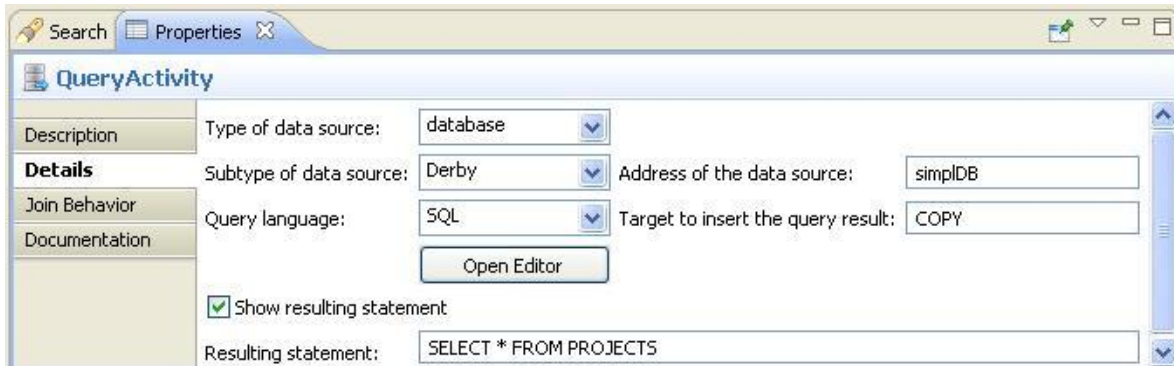 Search Properties
QueryActivity
Description
Details
Join Behavior
Documentation
Type of data source: database
Subtype of data source: Derby Address of the data source: simplDB
Query language: SQL Target to insert the query result: COPY
Open Editor
Show resulting statement
Resulting statement: SELECT * FROM PROJECTS